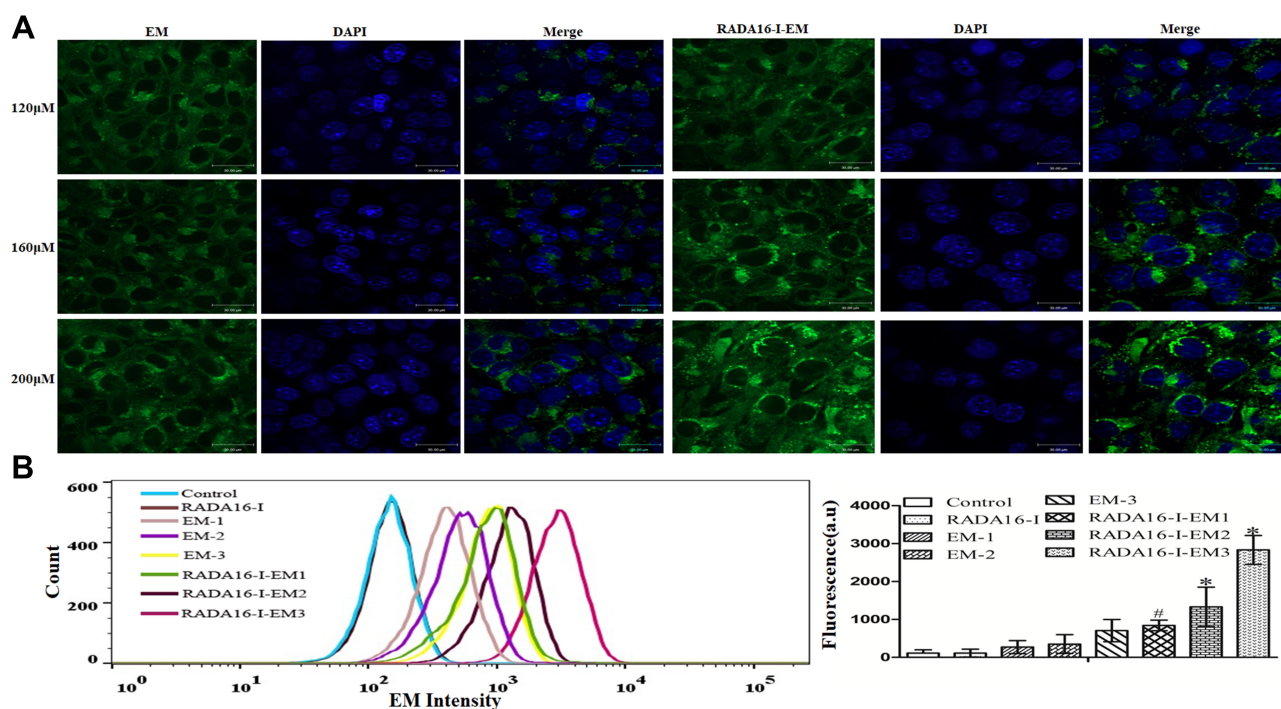 A
EM DAPI Merge RADA16-I-EM DAPI Merge
120μM
160μM
200μM
B
600
400
200
0
Count
Control
RADA16-I
EM-1
EM-2
EM-3
RADA16-I-EM1
RADA16-I-EM2
RADA16-I-EM3
10⁰ 10¹ 10² 10³ 10⁴ 10⁵
EM Intensity
4000
3000
2000
1000
0
Fluorescence(a.u)
Control
RADA16-I
EM-1
EM-2
EM-3
RADA16-I-EM1
RADA16-I-EM2
RADA16-I-EM3
# * *